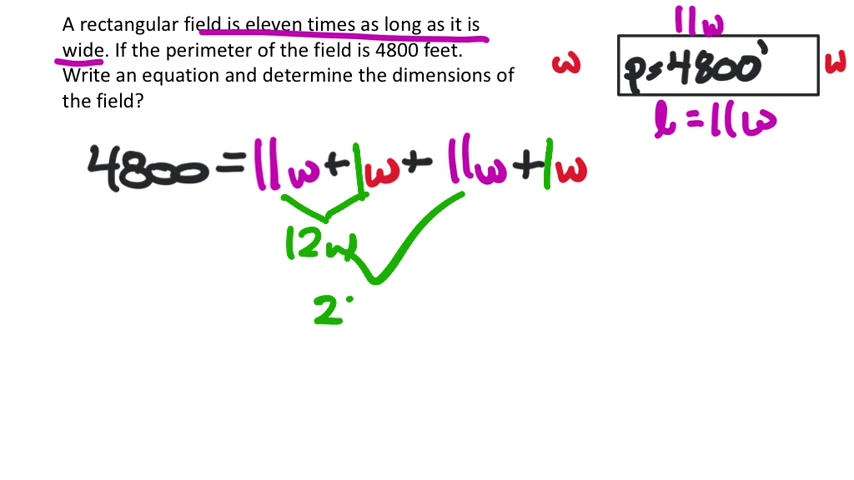 A rectangular field is eleven times as long as it is
wide. If the perimeter of the field is 4800 feet.
Write an equation and determine the dimensions of
the field?
11w
w
p=4800'
w
l=11w
4800=11w+1w+11w+1w
12w
2